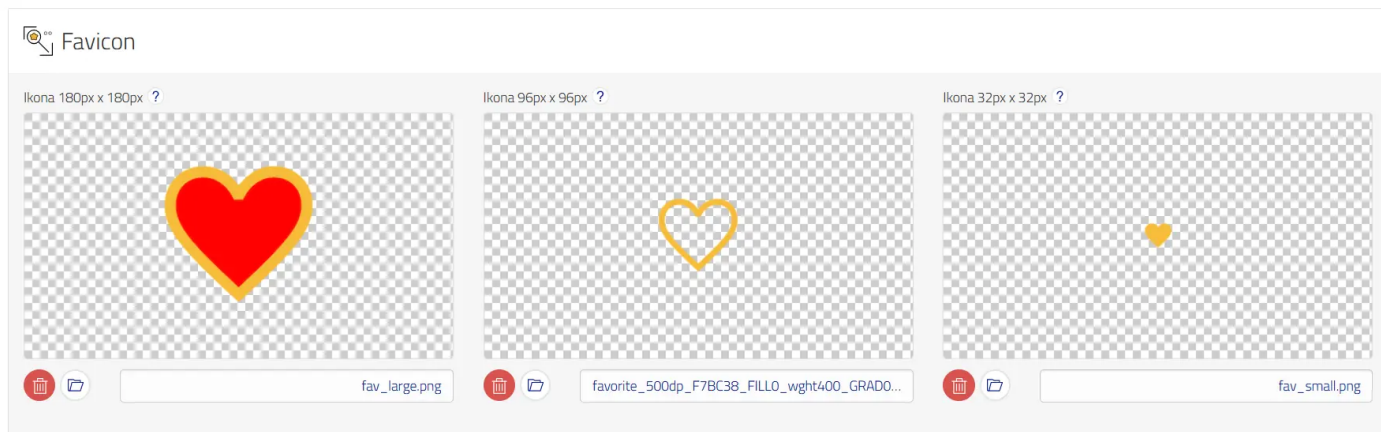 Favicon
Ikona 180px x 180px ?
Ikona 96px x 96px ?
Ikona 32px x 32px ?
fav_large.png
favorite_500dp_F7BC38_FILL0_wght400_GRAD0...
fav_small.png